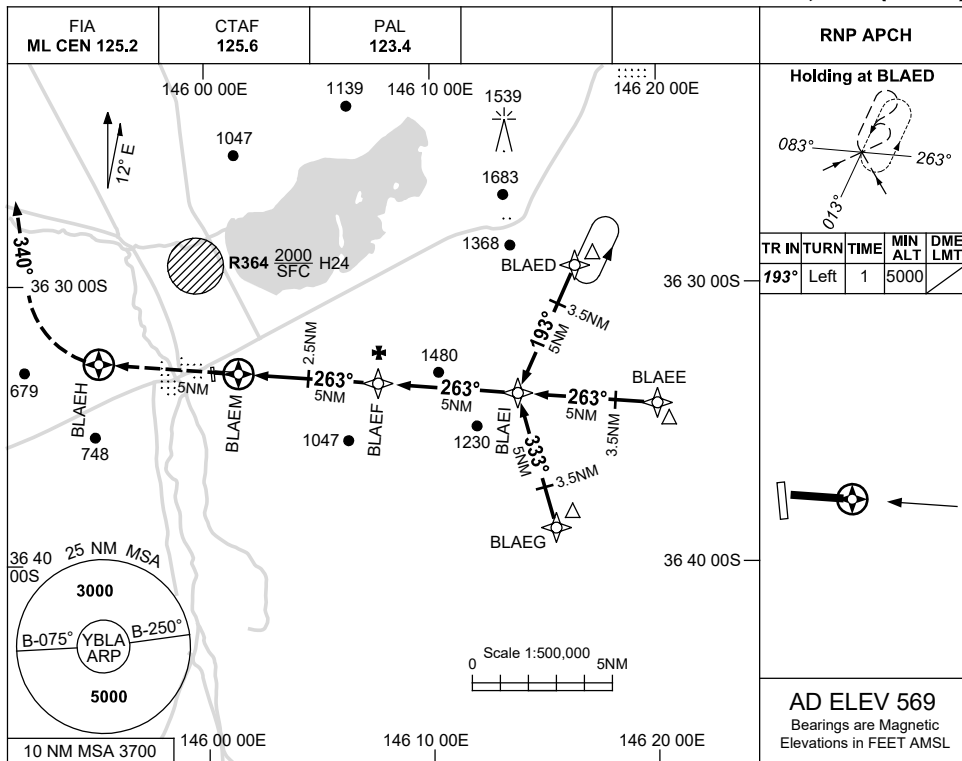 FIA
ML CEN 125.2
CTAF
125.6
PAL
123.4
RNP APCH
146 00 00E
146 10 00E
146 20 00E
Holding at BLAED
083°
263°
013°
TR IN
TURN
TIME
MIN ALT
DME LMT
193°
Left
1
5000
12° E
1139
1539
1047
1683
1368
R364 2000 SFC H24
BLAED
340°
36 30 00S
36 30 00S
3.5NM
193°
5NM
2.5NM
1480
BLAEE
679
BLAEH
5NM
BLAEM
263°
5NM
BLAEF
263°
5NM
BLAEI
263°
5NM
3.5NM
748
1047
1230
333°
5NM
3.5NM
BLAEG
36 40 00S
36 40 00S
25 NM MSA
3000
B-075°
B-250°
YBLA
ARP
5000
Scale 1:500,000
0
5NM
10 NM MSA 3700
146 00 00E
146 10 00E
146 20 00E
AD ELEV 569
Bearings are Magnetic
Elevations in FEET AMSL